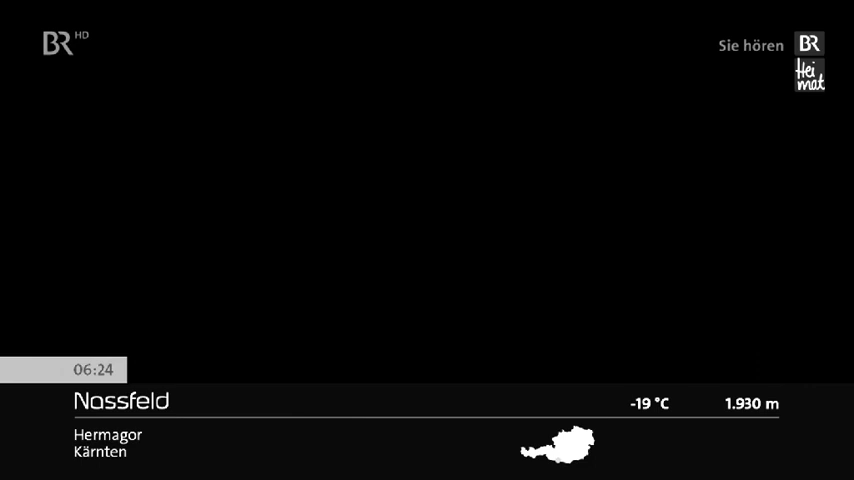 BR HD
Sie hören BR
Hei
mat
06:24
Nassfeld
-19 °C 1.930 m
Hermagor
Kärnten